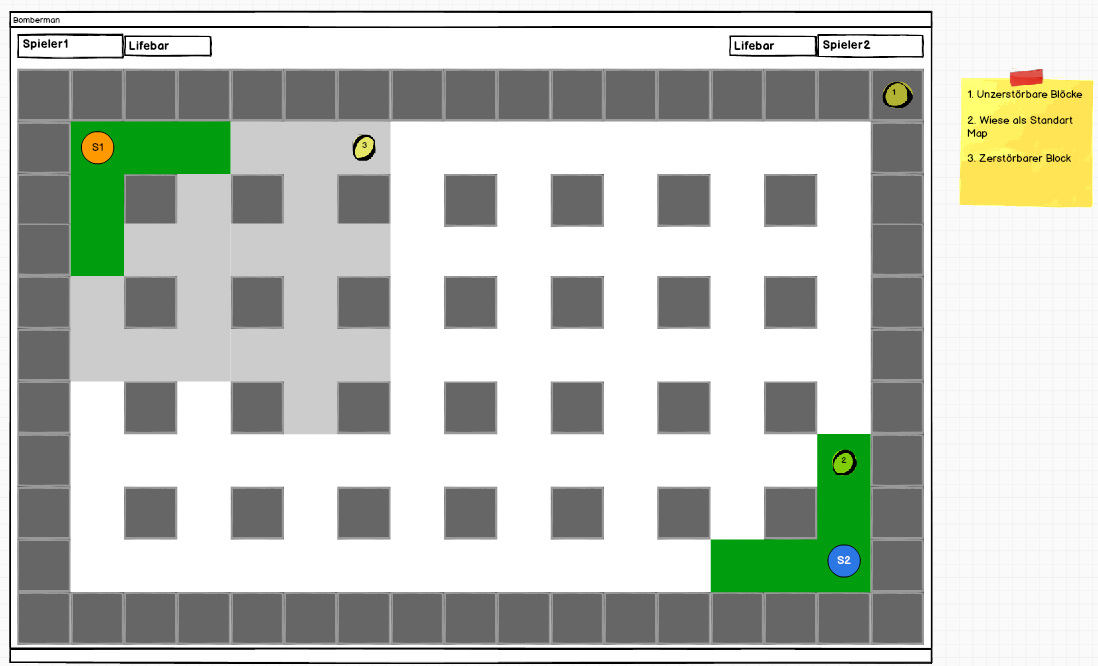 Bomberman
Spieler1
Lifebar
Lifebar
Spieler2
1
1. Unzerstörbare Blöcke
2. Wiese als Standart
Map
3. Zerstörbarer Block
S1
3
2
S2